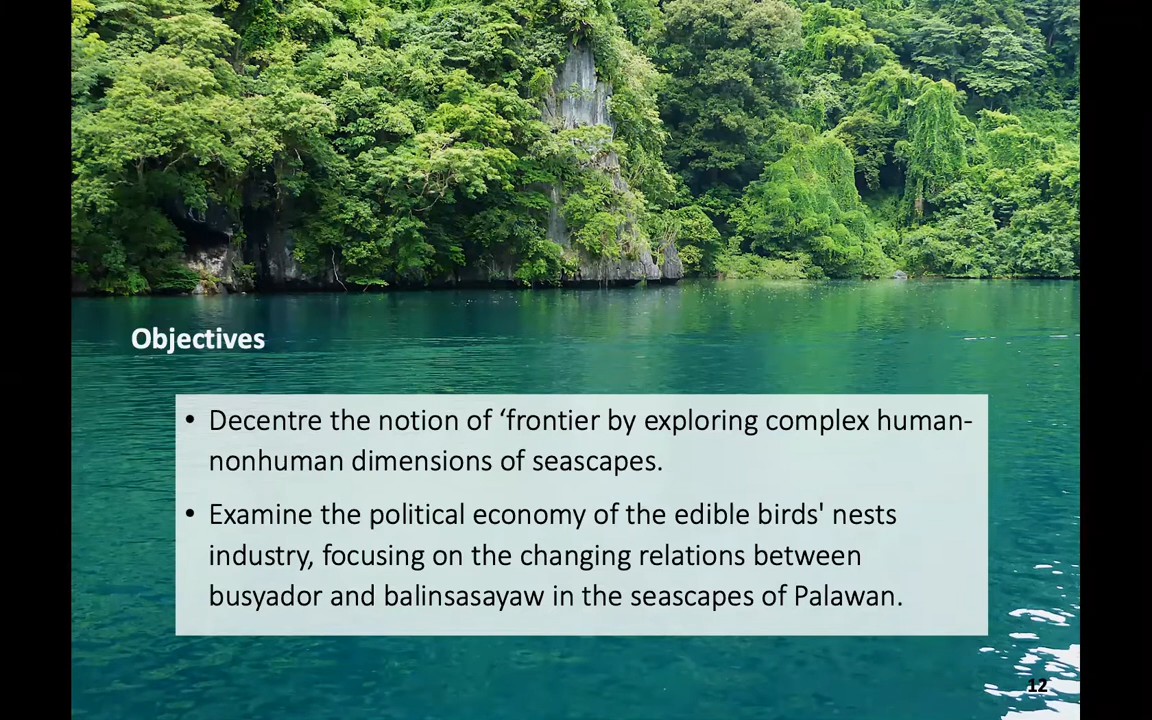 Objectives
• Decentre the notion of ‘frontier by exploring complex human-
nonhuman dimensions of seascapes.
• Examine the political economy of the edible birds' nests
industry, focusing on the changing relations between
busyador and balinsasayaw in the seascapes of Palawan.
12